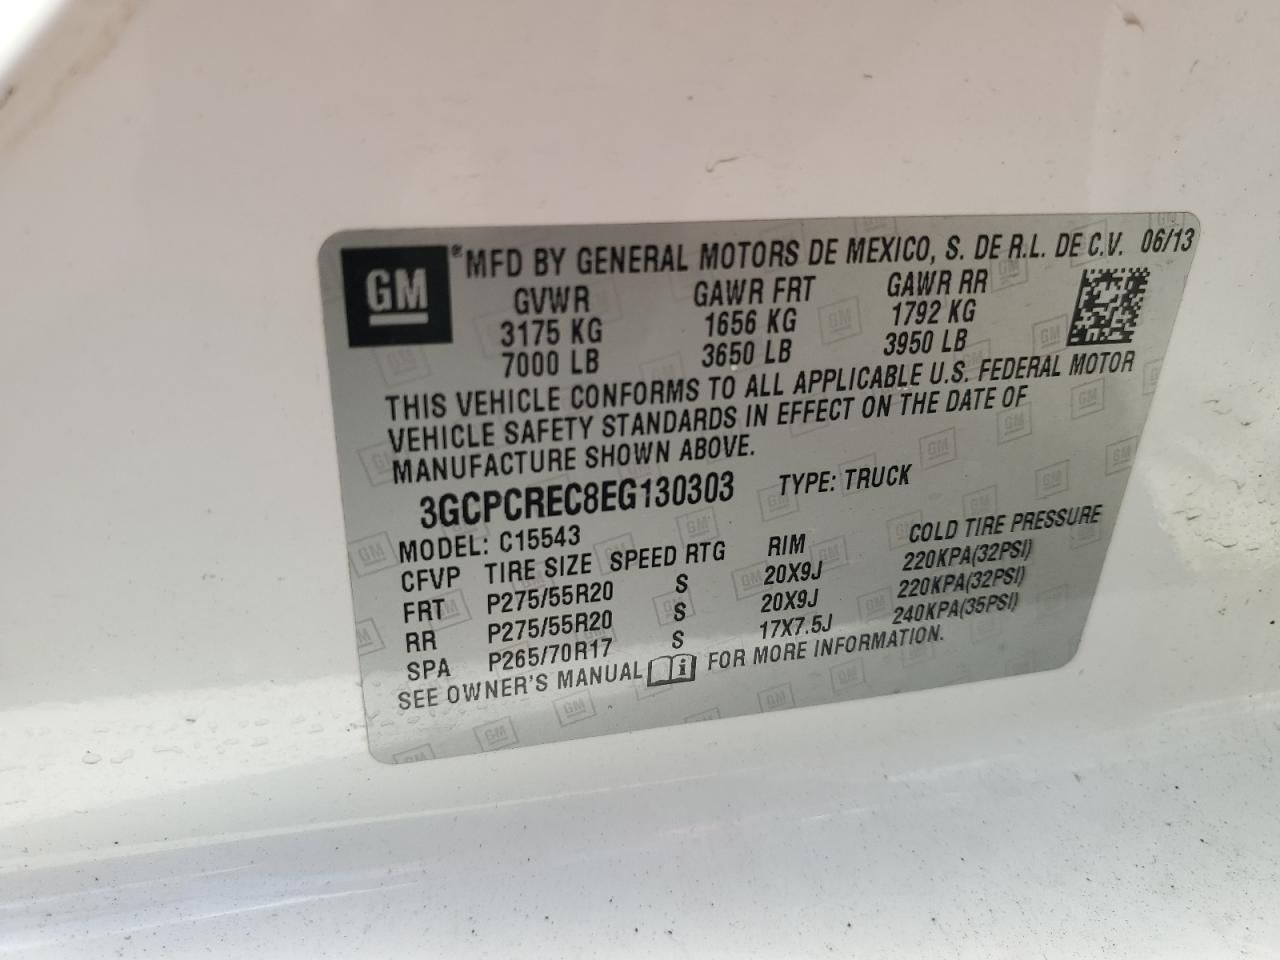 GM ® MFD BY GENERAL MOTORS DE MEXICO, S. DE R.L. DE C.V. 06/13
GVWR GAWR FRT GAWR RR
3175 KG 1656 KG 1792 KG
7000 LB 3650 LB 3950 LB
THIS VEHICLE CONFORMS TO ALL APPLICABLE U.S. FEDERAL MOTOR
VEHICLE SAFETY STANDARDS IN EFFECT ON THE DATE OF
MANUFACTURE SHOWN ABOVE.
3GCPCREC8EG130303 TYPE: TRUCK
MODEL: C15543
CFVP TIRE SIZE SPEED RTG RIM COLD TIRE PRESSURE
FRT P275/55R20 S 20X9J 220KPA(32PSI)
RR P275/55R20 S 20X9J 220KPA(32PSI)
SPA P265/70R17 S 17X7.5J 240KPA(35PSI)
SEE OWNER'S MANUAL i FOR MORE INFORMATION.